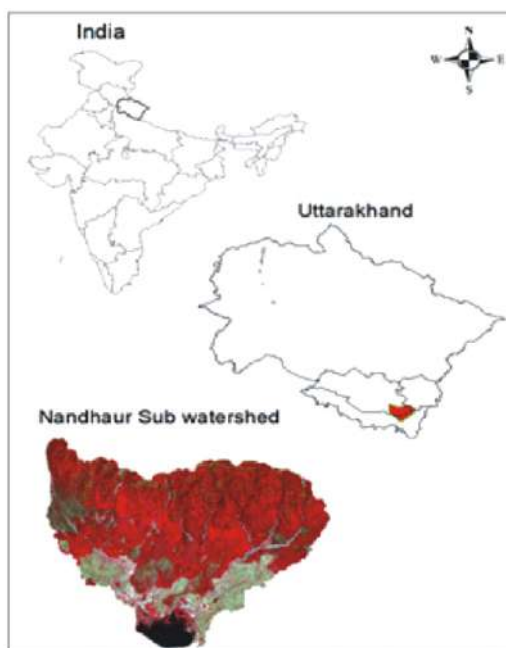 India
N
W E
S
Uttarakhand
Nandhaur Sub watershed